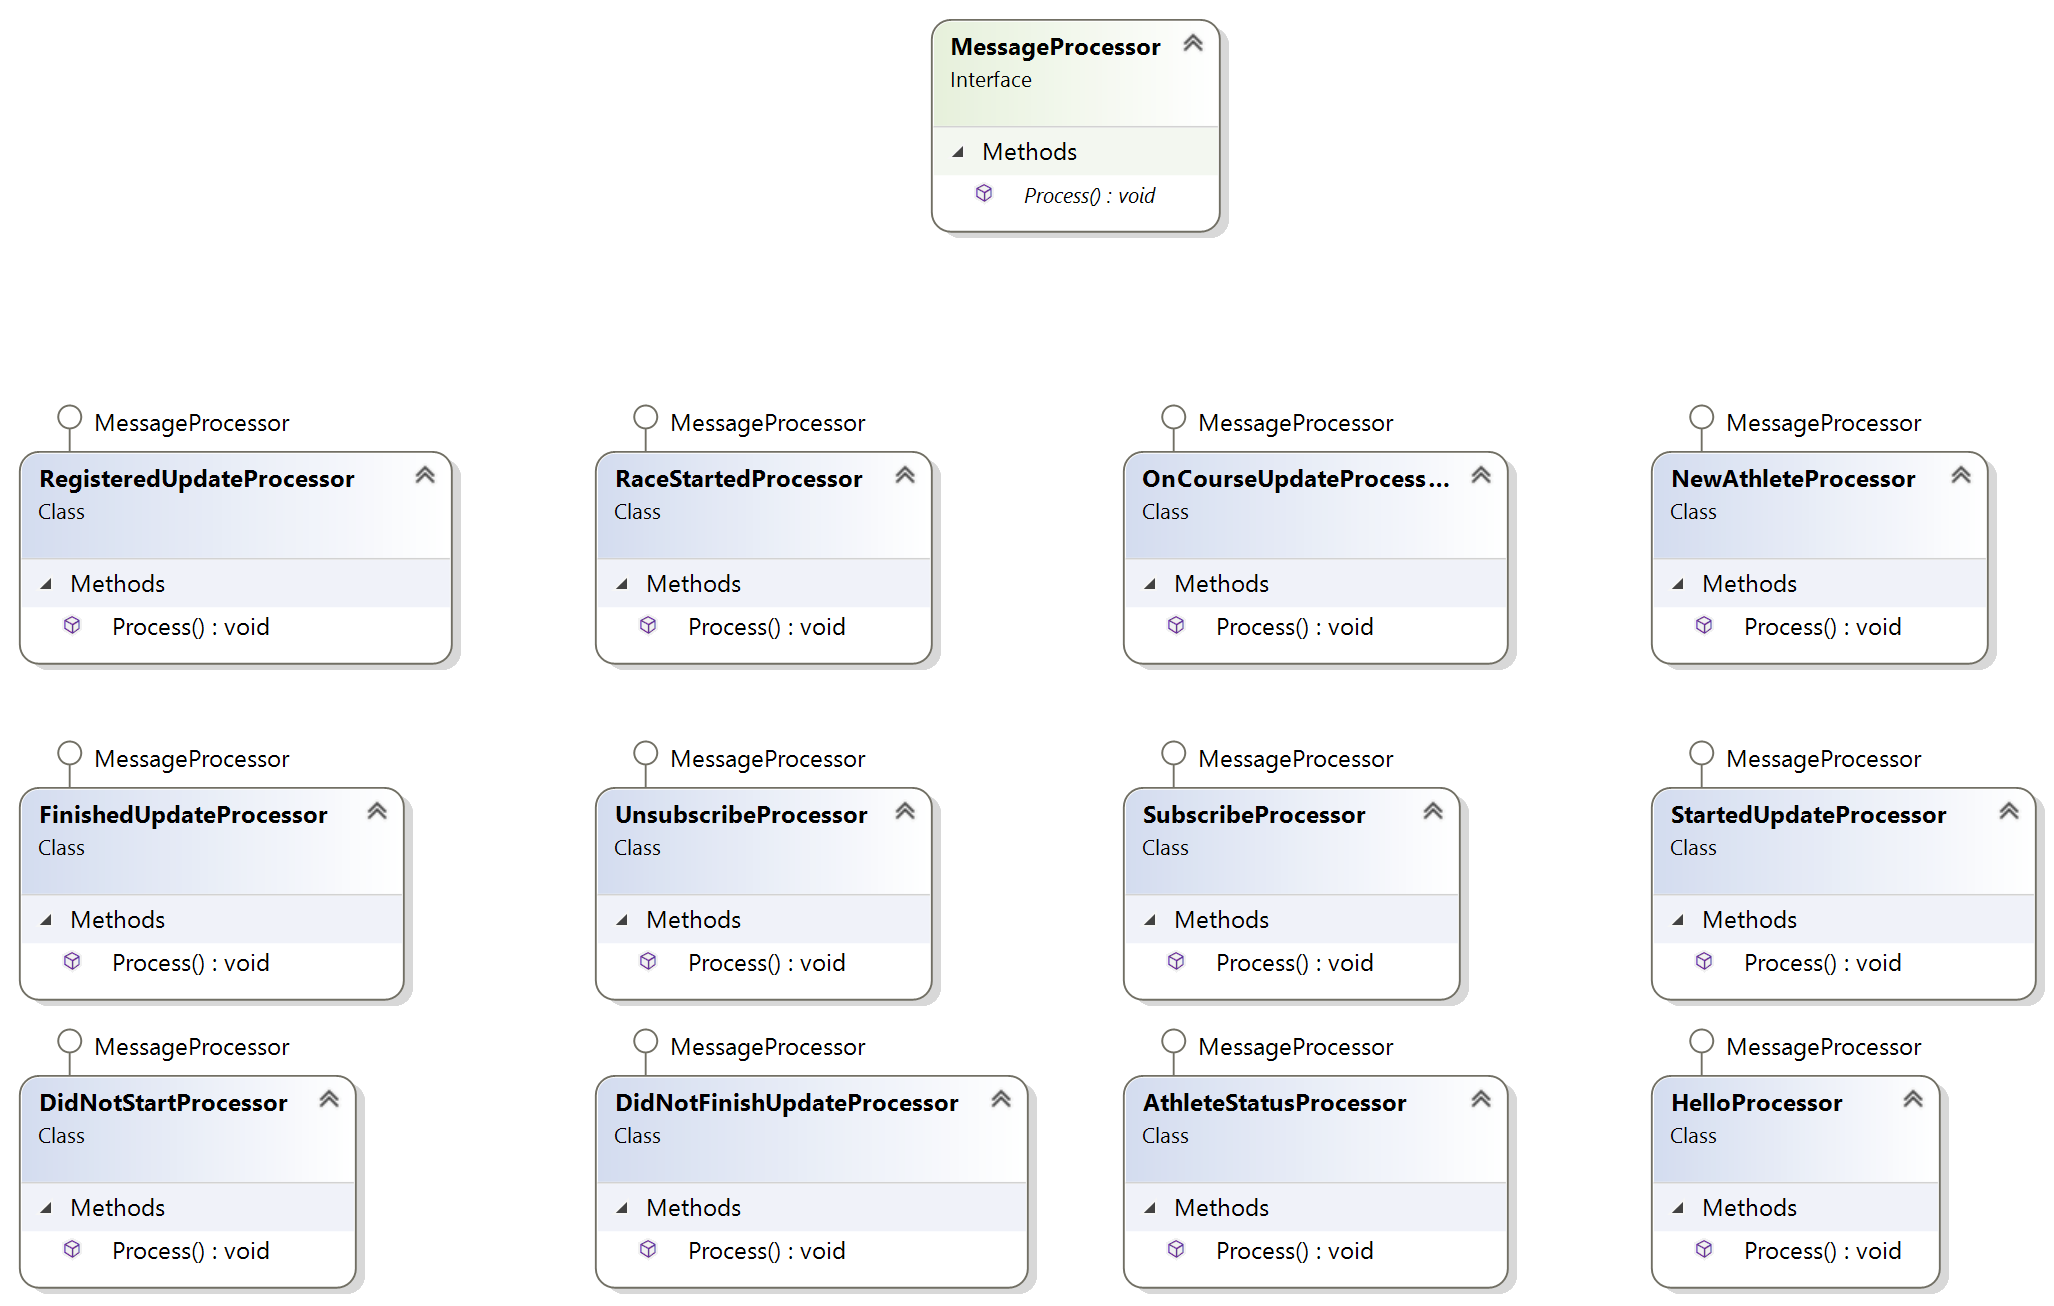 MessageProcessor
Interface
Methods
Process() : void
MessageProcessor
RegisteredUpdateProcessor
Class
Methods
Process() : void
MessageProcessor
RaceStartedProcessor
Class
Methods
Process() : void
MessageProcessor
OnCourseUpdateProcess...
Class
Methods
Process() : void
MessageProcessor
NewAthleteProcessor
Class
Methods
Process() : void
MessageProcessor
FinishedUpdateProcessor
Class
Methods
Process() : void
MessageProcessor
UnsubscribeProcessor
Class
Methods
Process() : void
MessageProcessor
SubscribeProcessor
Class
Methods
Process() : void
MessageProcessor
StartedUpdateProcessor
Class
Methods
Process() : void
MessageProcessor
DidNotStartProcessor
Class
Methods
Process() : void
MessageProcessor
DidNotFinishUpdateProcessor
Class
Methods
Process() : void
MessageProcessor
AthleteStatusProcessor
Class
Methods
Process() : void
MessageProcessor
HelloProcessor
Class
Methods
Process() : void